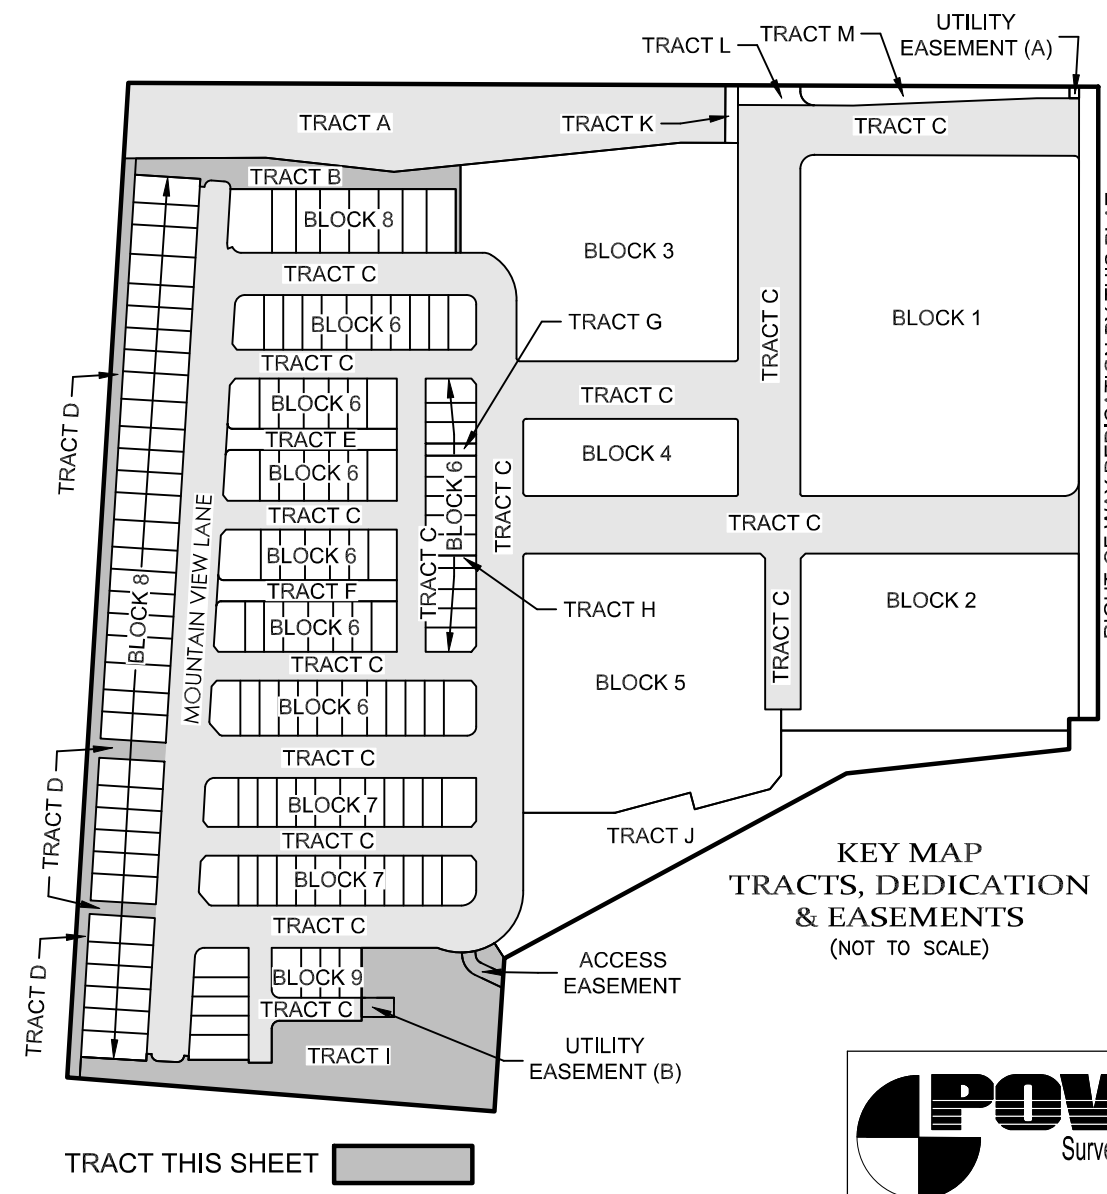 UTILITY
EASEMENT (A)
TRACT M
TRACT L
TRACT A
TRACT K
TRACT C
TRACT B
BLOCK 8
BLOCK 3
TRACT C
BLOCK 6
TRACT G
TRACT C
BLOCK 1
TRACT C
TRACT D
BLOCK 6
TRACT C
TRACT E
BLOCK 6
BLOCK 4
BLOCK 6
TRACT C
TRACT C
TRACT C
MOUNTAIN VIEW LANE
BLOCK 6
TRACT C
TRACT F
BLOCK 8
TRACT H
BLOCK 2
BLOCK 6
TRACT C
TRACT C
BLOCK 5
BLOCK 6
TRACT C
TRACT D
BLOCK 7
TRACT C
TRACT J
BLOCK 7
KEY MAP
TRACTS, DEDICATION
& EASEMENTS
(NOT TO SCALE)
TRACT C
TRACT D
BLOCK 9
ACCESS
EASEMENT
TRACT C
TRACT I
UTILITY
EASEMENT (B)
TRACT THIS SHEET